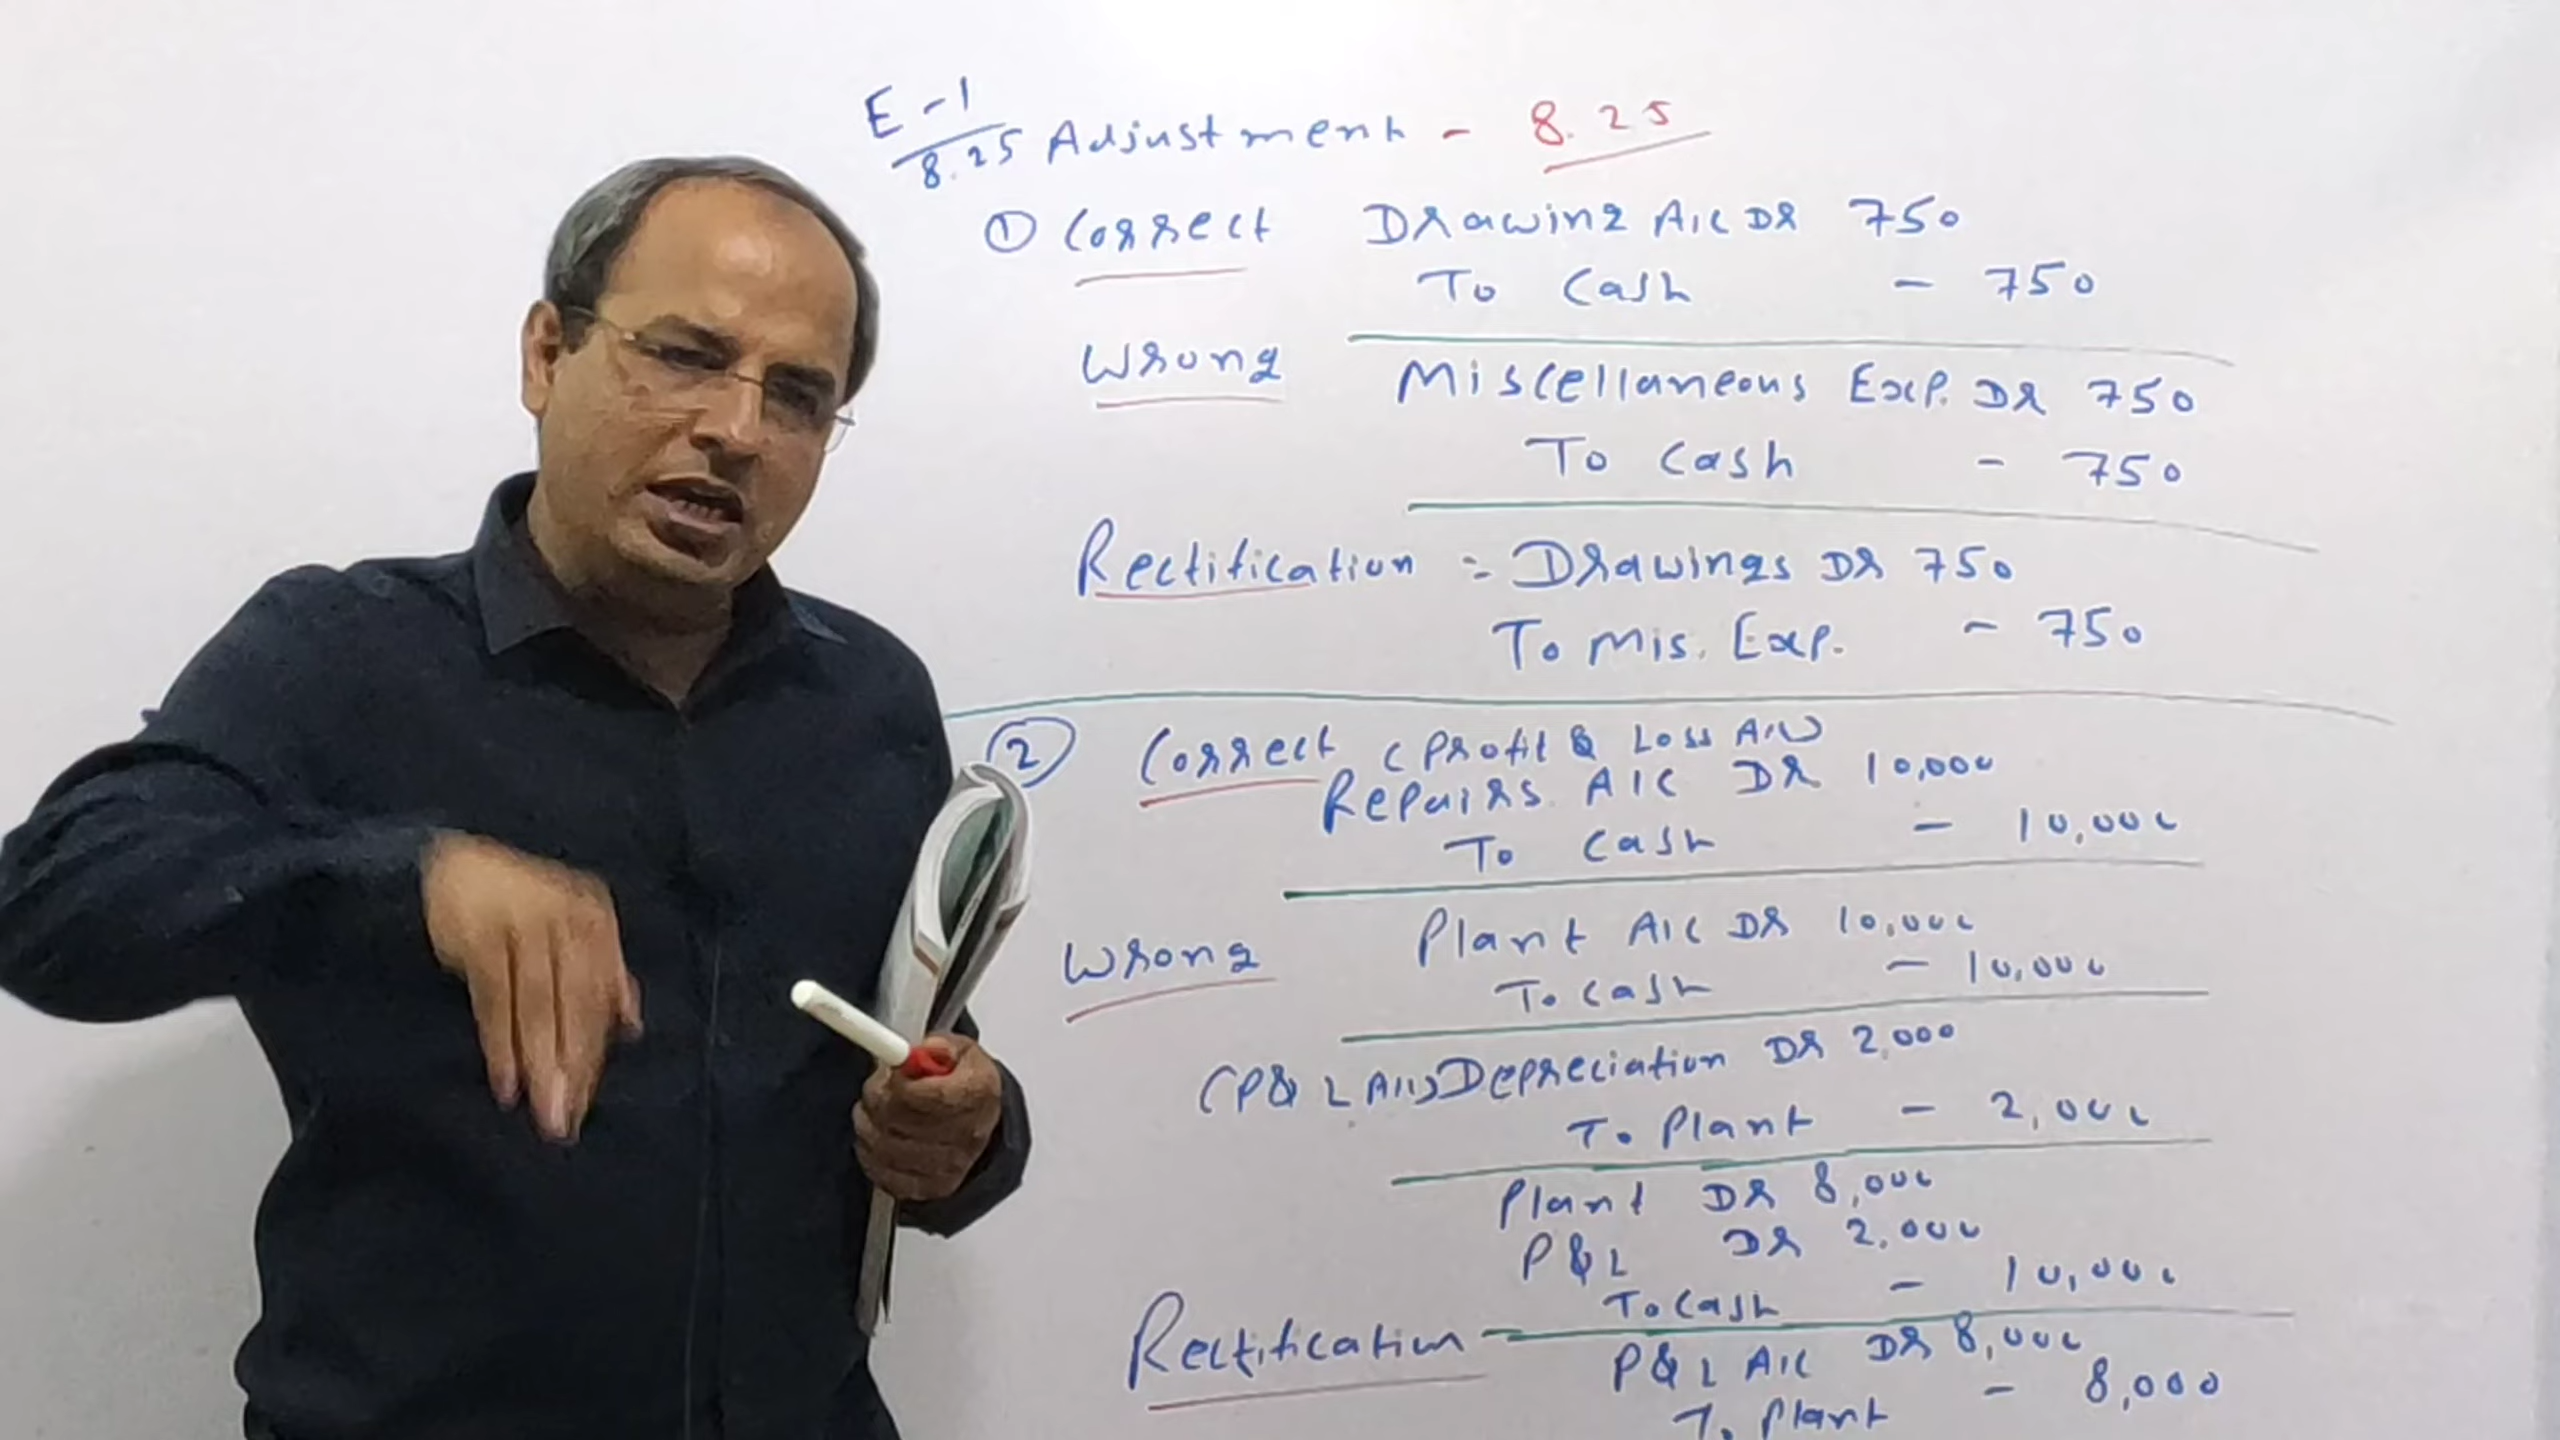 E-1
8.25 Adjustment - 8.25
① Correct Drawing A/C DR 750
To Cash - 750
Wrong Miscellaneous Exp. DR 750
To Cash - 750
Rectification = Drawings DR 750
To Mis. Exp. - 750
② Correct (Profit & Loss A/C)
Repairs A/C DR 10,000
To Cash - 10,000
Wrong Plant A/C DR 10,000
To Cash - 10,000
(P & L A/C) Depreciation DR 2,000
To Plant - 2,000
Plant DR 8,000
P & L DR 2,000
To Cash - 10,000
Rectification P & L A/C DR 8,000
To Plant - 8,000